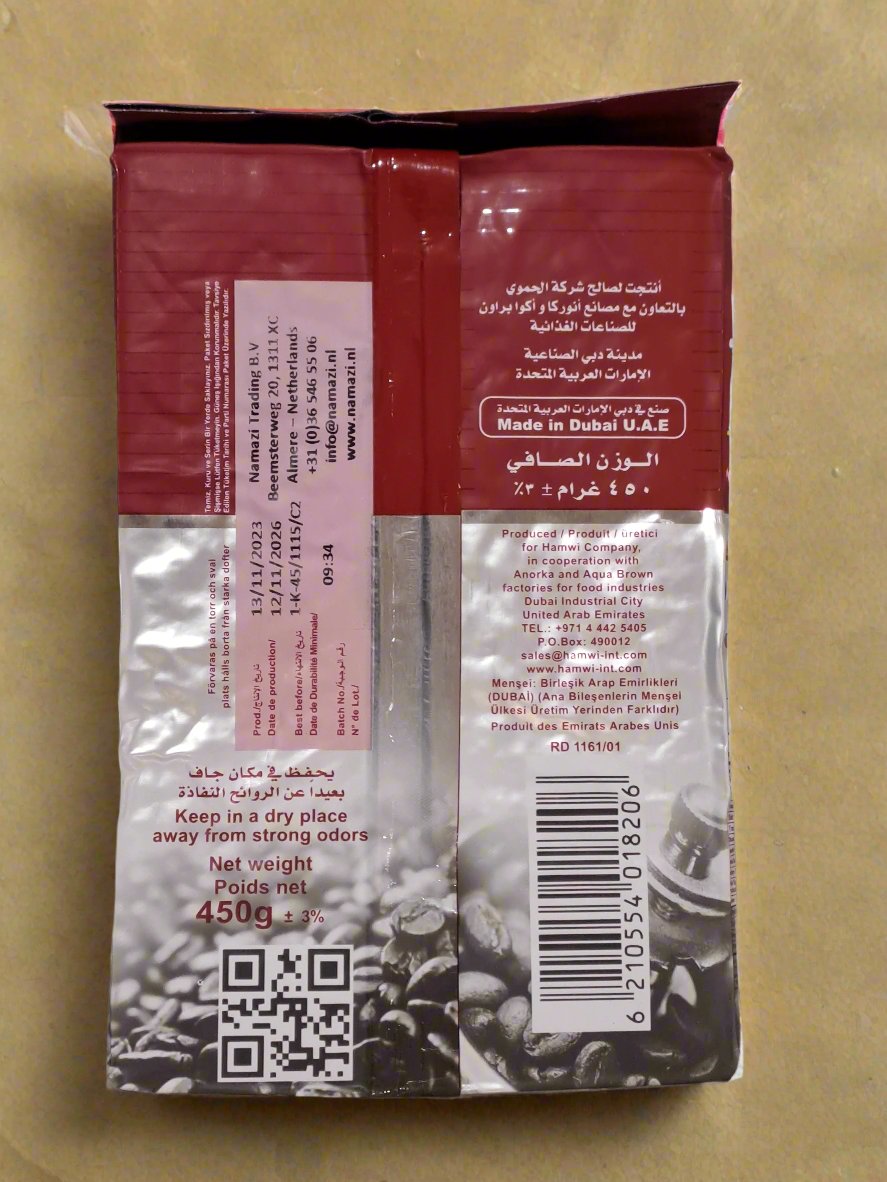 Temiz, Kuru ve Serin Bir Yerde Saklayınız. Paket Sızdırılmış veya
Şişmişse Lütfen Tüketmeyin. Güneş Işığından Korunmalıdır. Tavsiye
Edilen Tüketim Tarihi ve Parti Numarası Paket Üzerinde Yazılıdır.
Förvaras på en torr och sval
plats hålls borta från starka dofter
Namazi Trading B.V
Beemsterweg 20, 1311 XC
Almere – Netherlands
+31 (0)36 546 55 06
info@namazi.nl
www.namazi.nl
Prod./تاريخ الإنتاج 13/11/2023
Date de production/ 12/11/2026
Best before/تاريخ الانتهاء 1-K-45/1115/C2
Date de Durabilité Minimale/
09:34
Batch No./رقم الوجبة
N° de Lot/
يحفظ في مكان جاف
بعيداً عن الروائح النفاذة
Keep in a dry place
away from strong odors
Net weight
Poids net
450g ± 3%
أنتجت لصالح شركة الحموي
بالتعاون مع مصانع أنوركا و أكوا براون
للصناعات الغذائية
مدينة دبي الصناعية
الإمارات العربية المتحدة
صنع في دبي الإمارات العربية المتحدة
Made in Dubai U.A.E
الـوزن الصـافي
٤٥٠ غرام ± ٣٪
Produced / Produit / üretici
for Hamwi Company,
in cooperation with
Anorka and Aqua Brown
factories for food industries
Dubai Industrial City
United Arab Emirates
TEL.: +971 4 442 5405
P.O.Box: 490012
sales@hamwi-int.com
www.hamwi-int.com
Menşei: Birleşik Arap Emirlikleri
(DUBAİ) (Ana Bileşenlerin Menşei
Ülkesi Üretim Yerinden Farklıdır)
Produit des Emirats Arabes Unis
RD 1161/01
6 210554 018206